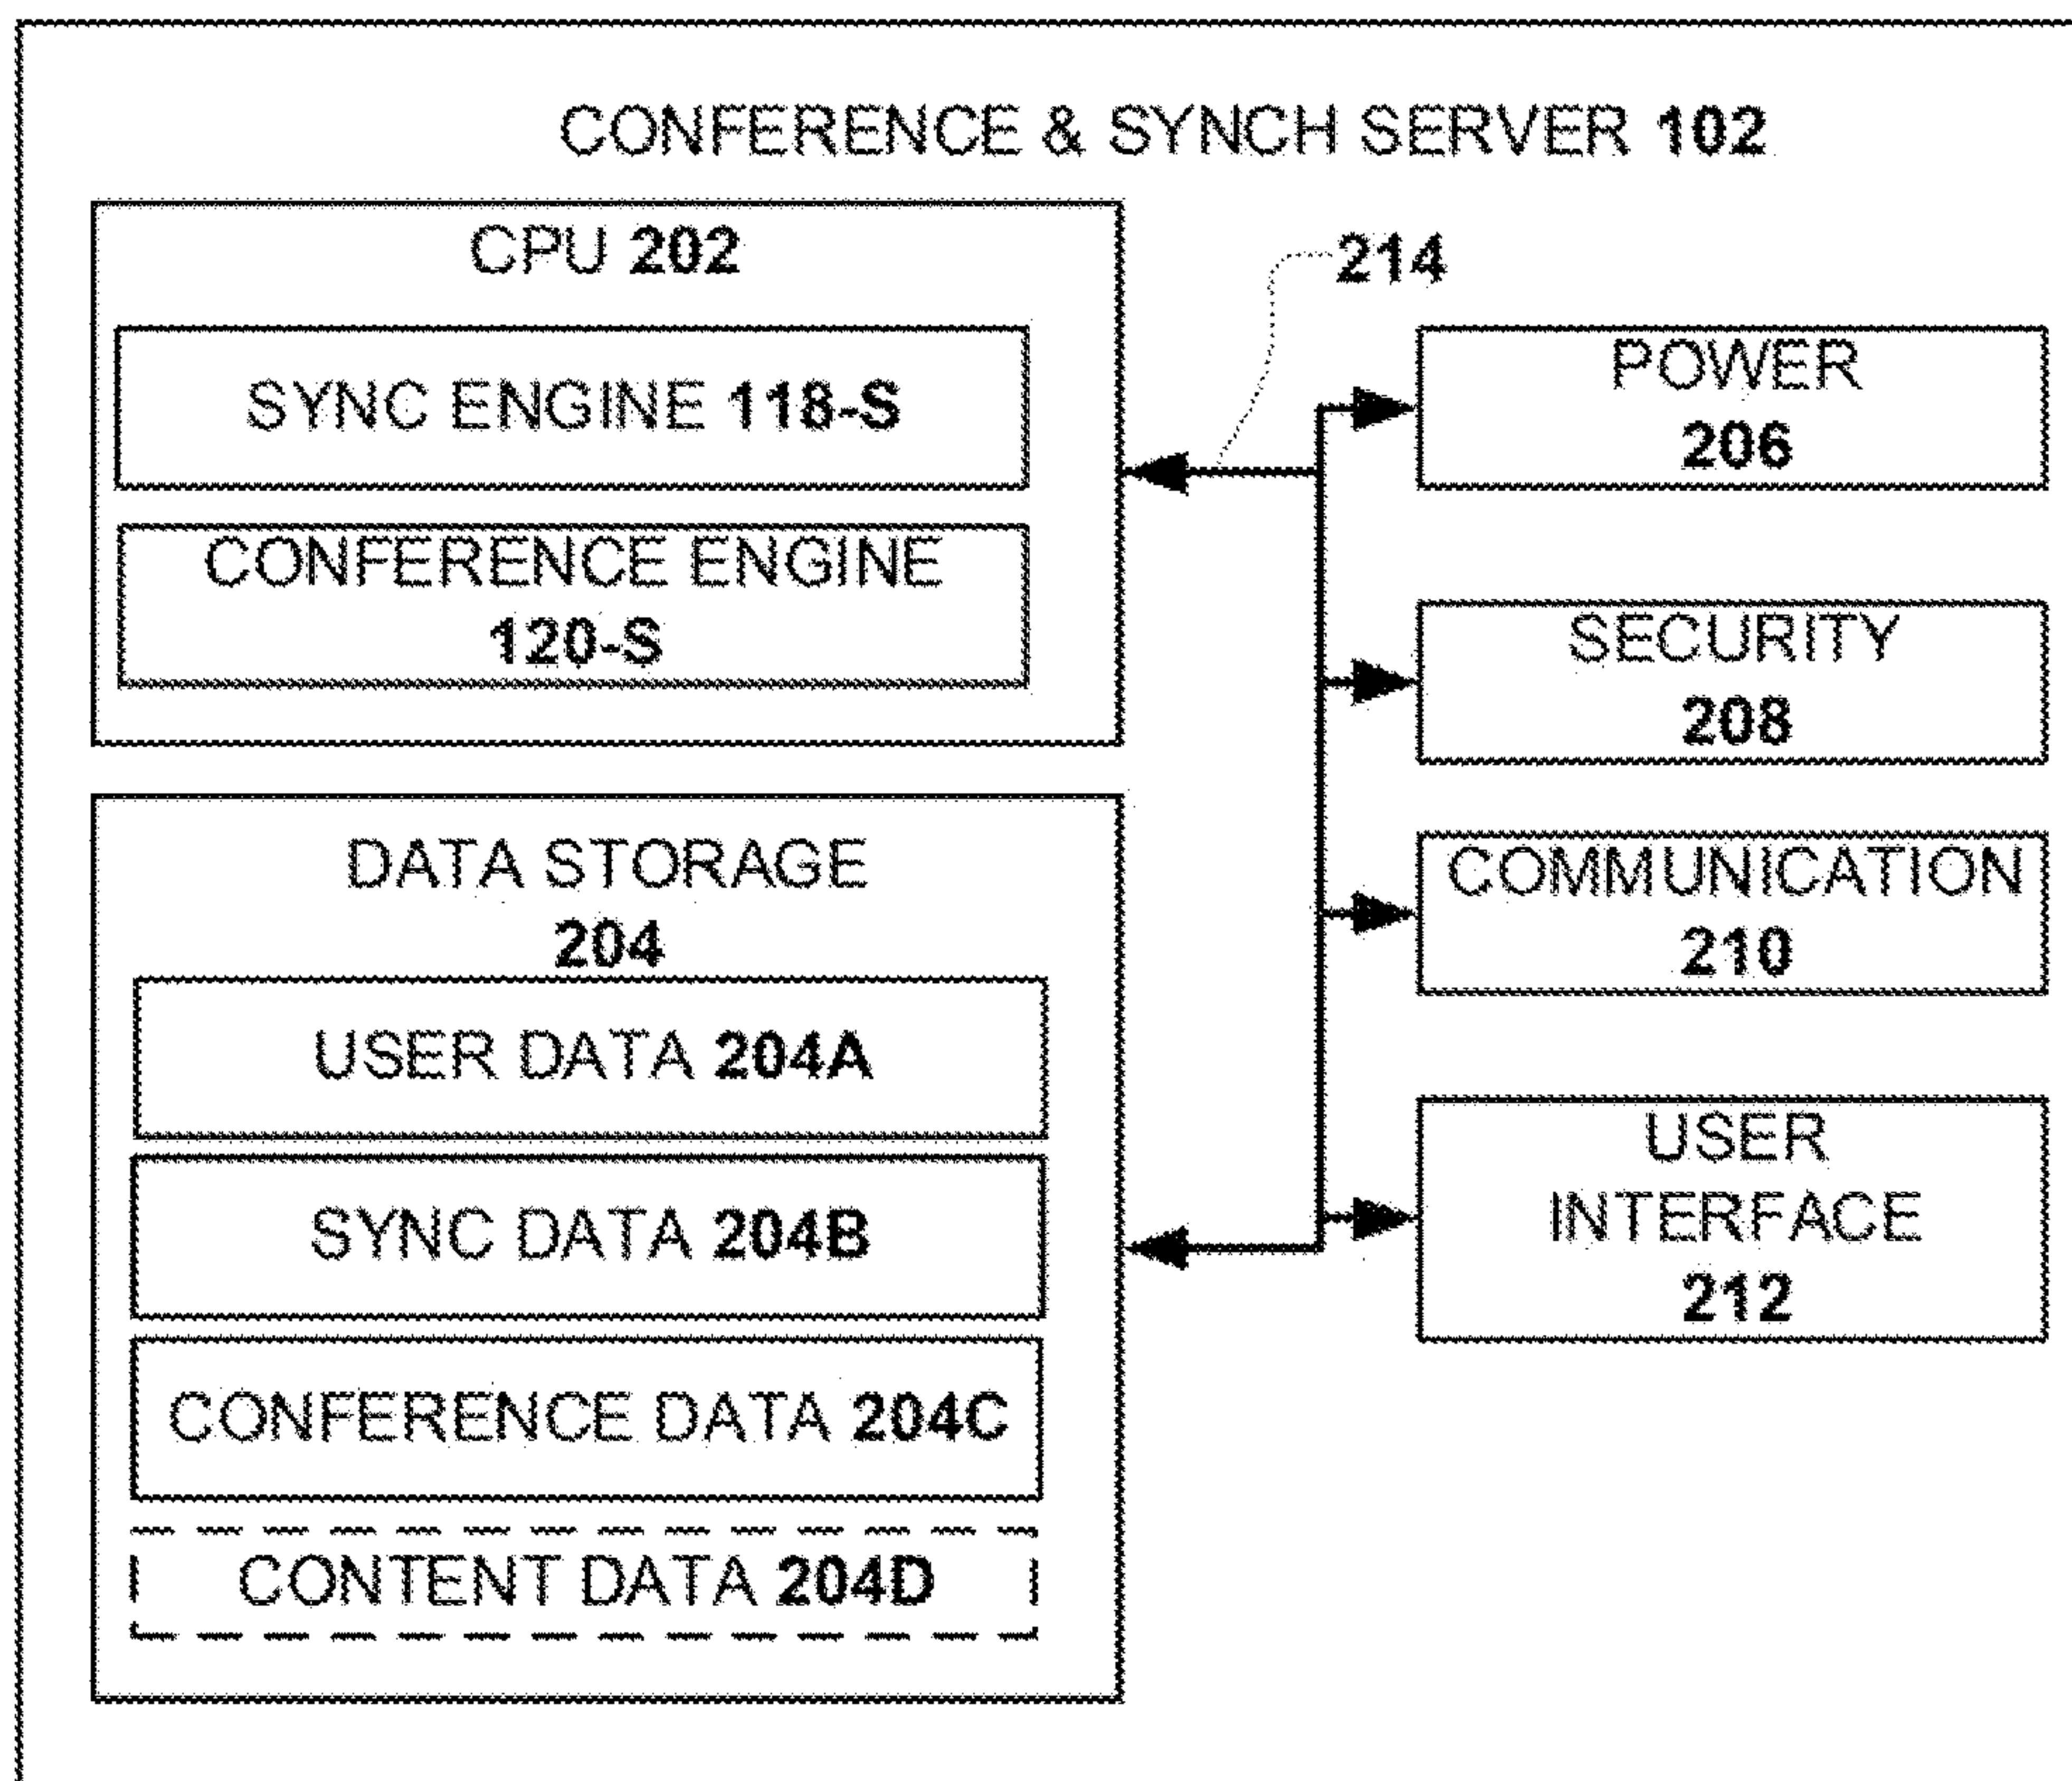 CONFERENCE & SYNCH SERVER 102
CPU 202
SYNC ENGINE 118-S
CONFERENCE ENGINE
120-S
214
POWER
206
SECURITY
208
COMMUNICATION
210
USER
INTERFACE
212
DATA STORAGE
204
USER DATA 204A
SYNC DATA 204B
CONFERENCE DATA 204C
CONTENT DATA 204D